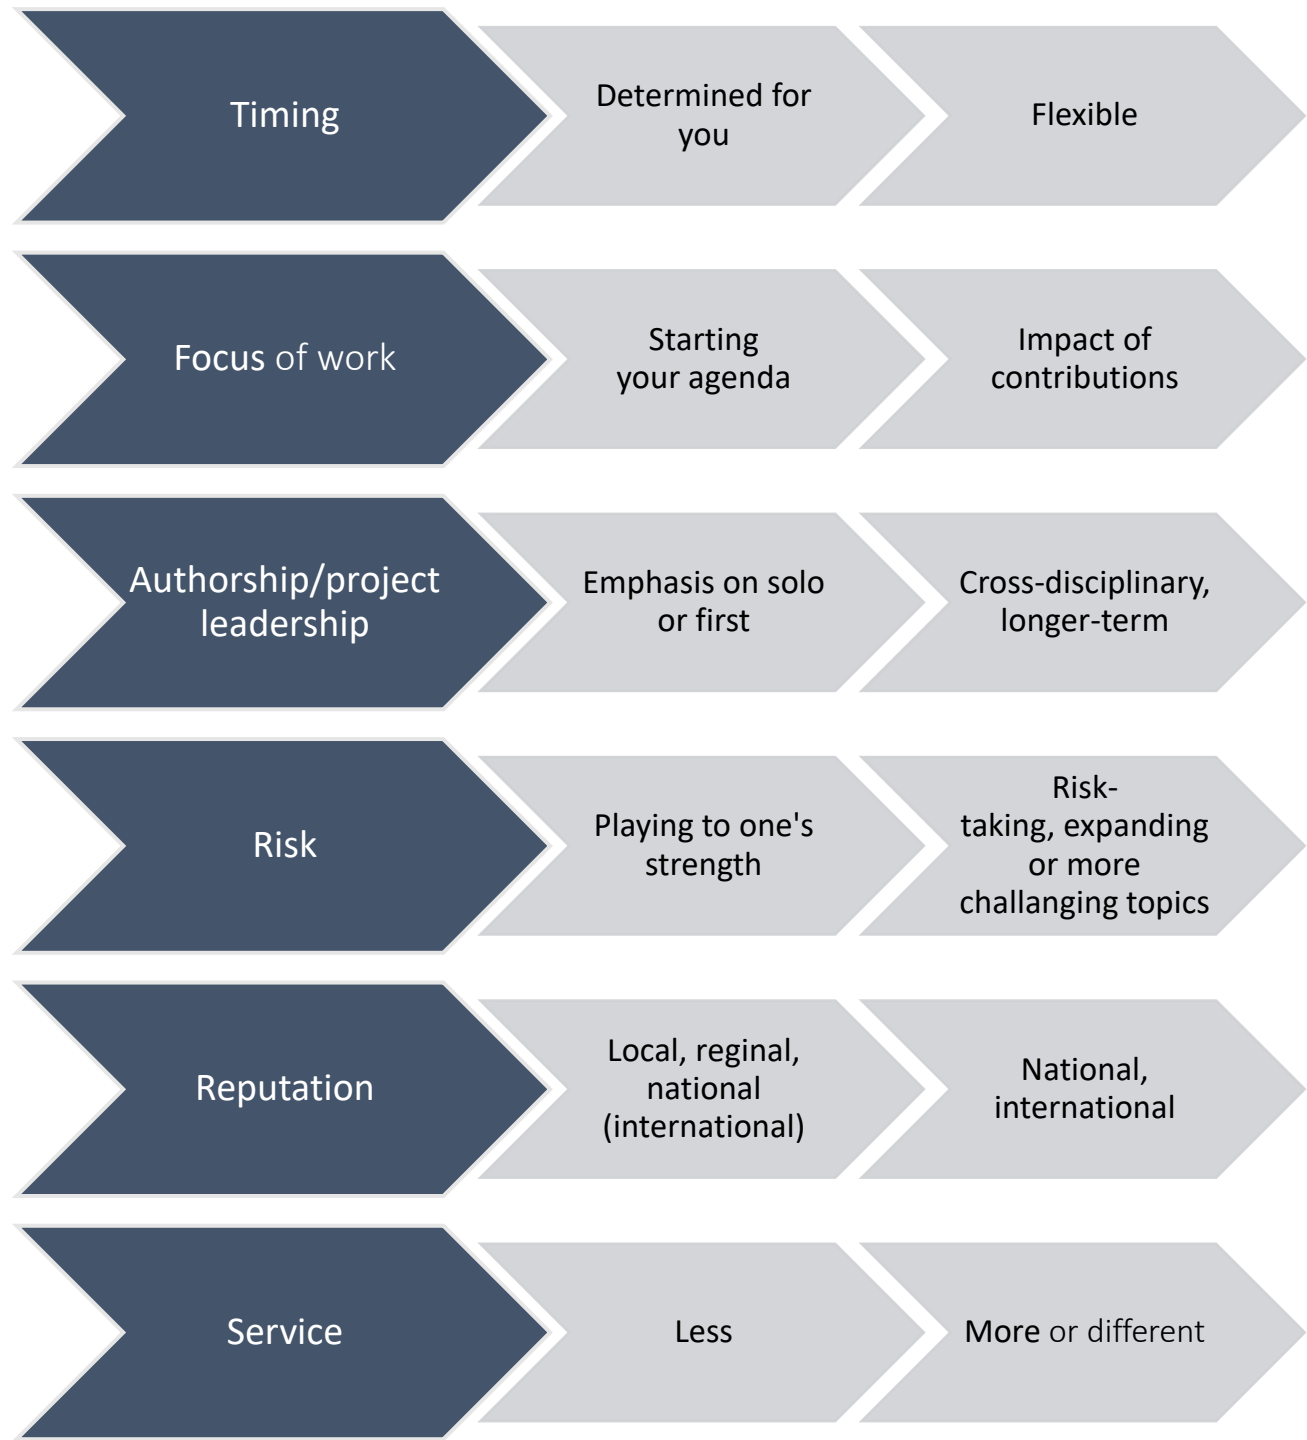 Timing
Determined for
you
Flexible
Focus of work
Starting
your agenda
Impact of
contributions
Authorship/project
leadership
Emphasis on solo
or first
Cross-disciplinary,
longer-term
Risk
Playing to one's
strength
Risk-
taking, expanding
or more
challanging topics
Reputation
Local, reginal,
national
(international)
National,
international
Service
Less
More or different